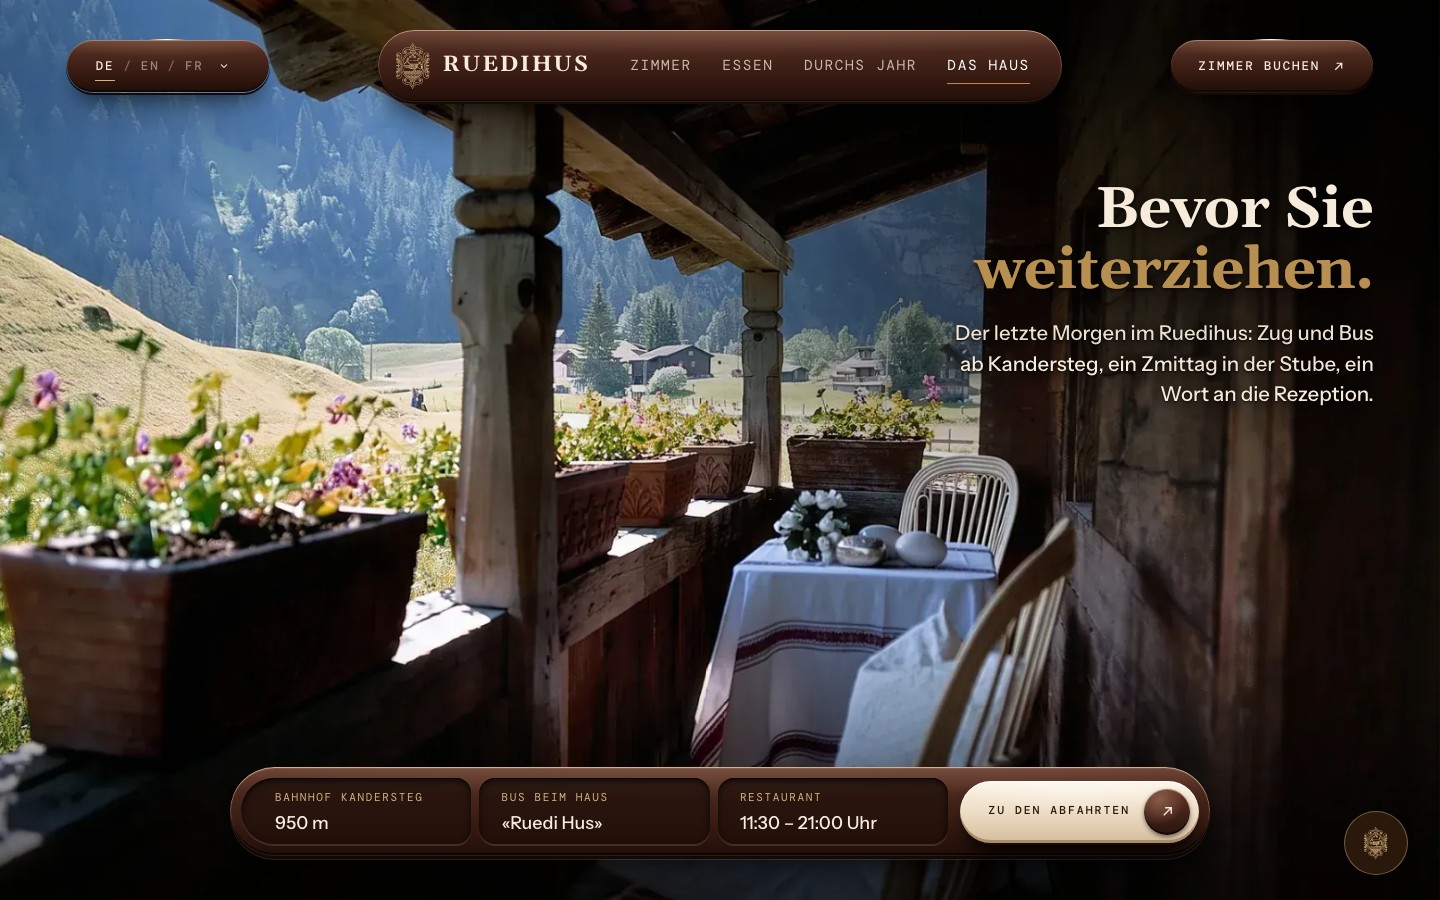 DE / EN / FR
RUEDIHUS
ZIMMER
ESSEN
DURCHS JAHR
DAS HAUS
ZIMMER BUCHEN
Bevor Sie
weiterziehen.
Der letzte Morgen im Ruedihus: Zug und Bus
ab Kandersteg, ein Zmittag in der Stube, ein
Wort an die Rezeption.
BAHNHOF KANDERSTEG
950 m
BUS BEIM HAUS
«Ruedi Hus»
RESTAURANT
11:30 – 21:00 Uhr
ZU DEN ABFAHRTEN